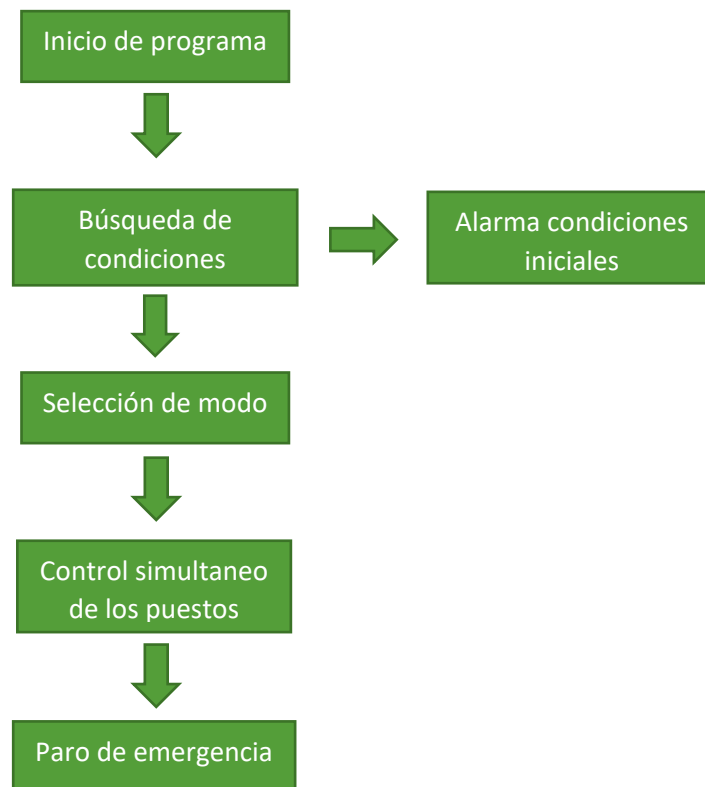 Inicio de programa
Búsqueda de
condiciones
Alarma condiciones
iniciales
Selección de modo
Control simultaneo
de los puestos
Paro de emergencia